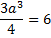 3a³/4 = 6